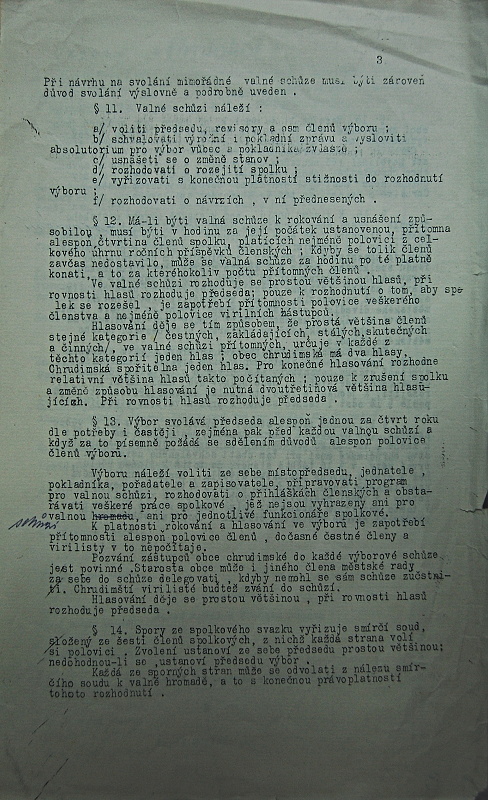 3
Při návrhu na svolání mimořádné valné schůze musí býti zároveň
důvod svolání výslovně a podrobně uveden .
§ 11. Valné schůzi náleží :
a/ voliti předsedu, revisory a osm členů výboru ;
b/ schvalovati výroční i pokladní zprávu a vysloviti
absolutorium pro výbor vůbec a pokladníka zvláště ;
c/ usnášeti se o změně stanov ;
d/ rozhodovati o rozejití spolku ;
e/ vyřizovati s konečnou platností stížnosti do rozhodnutí
výboru ;
f/ rozhodovati o návrzích , v ní přednesených .
§ 12. Má-li býti valná schůze k rokování a usnášení způ-
sobilou , musí býti v hodinu za její počátek ustanovenou, přítomna
alespoň čtvrtina členů spolku, platících nejméně polovici z cel-
kového úhrnu ročních příspěvků členských ; Kdyby se tolik členů
zavčas nedostavilo, může se valná schůze za hodinu po té platně
konati, a to za kteréhokoliv počtu přítomných členů .
Ve valné schůzi rozhoduje se prostou většinou hlasů, při
rovnosti hlasů rozhoduje předseda; pouze k rozhodnutí o tom, aby spo-
lek se rozešel , je zapotřebí přítomnosti polovice veškerého
členstva a nejméně polovice virilních zástupců.
Hlasování děje se tím způsobem, že prostá většina členů
stejné kategorie / čestných, zakládajících, stálých,skutečných
a činných/, ve valné schůzi přítomných, určuje v každé z
těchto kategorií jeden hlas ; obec chrudimská má dva hlasy,
Chrudimská spořitelna jeden hlas. Pro konečné hlasování rozhodne
relativní většina hlasů takto počítaných ; pouze k zrušení spolku
a změně způsobu hlasování je nutná dvoutřetinová většina hlasu-
jících. Při rovnosti hlasů rozhoduje předseda .
§ 13. Výbor svolává předseda alespoň jednou za čtvrt roku
dle potřeby i častěji , zejména pak před každou valnou schůzí a
když za to písemně požádá se sdělením důvodů alespoň polovice
členů výboru.
Výboru náleží voliti ze sebe místopředsedu, jednatele ,
pokladníka, pořadatele a zapisovatele, připravovati program
pro valnou schůzi, rozhodovati o přihláškách členských a obsta-
rávati veškeré práce spolkové , jež nejsou vyhrazeny ani pro
schůzi valnou hromadu, ani pro jednotlivé funkcionáře spolkové.
K platnosti rokování a hlasování ve výboru je zapotřebí
přítomnosti alespoň polovice členů , dočasně čestné členy a
virilisty v to nepočítaje.
Pozvání zástupců obce chrudimské do každé výborové schůze
jest povinné .Starosta obce může i jiného člena městské rady
za sebe do schůze delegovati , kdyby nemohl se sám schůze zúčstni-
ti. Chrudimští virilisté buďtež zváni do schůzí.
Hlasování děje se prostou většinou , při rovnosti hlasů
rozhoduje předseda .
§ 14. Spory ze spolkového svazku vyřizuje smírčí soud,
složený ze šesti členů spolkových, z nichž každá strana volí
si polovici . Zvolení ustanoví ze sebe předsedu prostou většinou;
nedohodnou-li se ,ustanoví předsedu výbor .
Každá ze sporných stran může se odvolati z nálezu smír-
čího soudu k valné hromadě, a to s konečnou právoplatností
tohoto rozhodnutí .